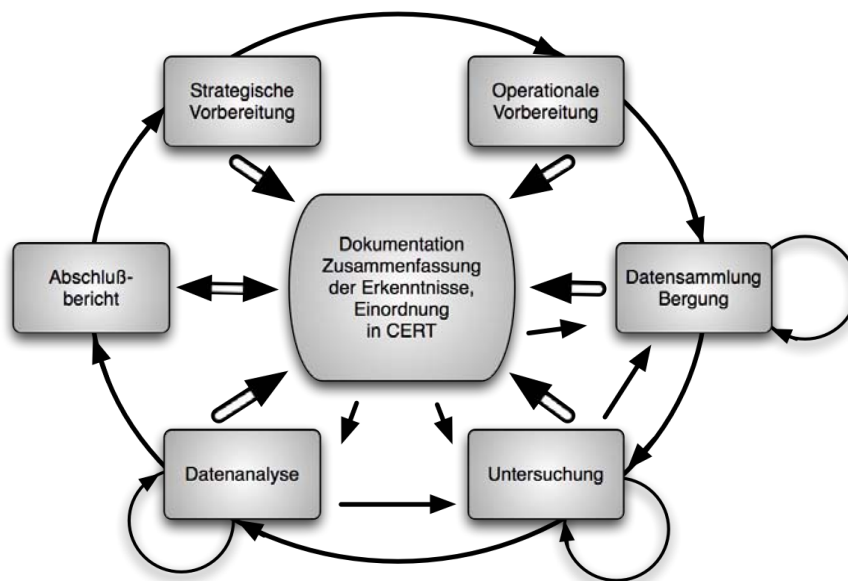 Strategische
Vorbereitung
Operationale
Vorbereitung
Dokumentation
Zusammenfassung
der Erkenntnisse,
Einordnung
in CERT
Abschluß-
bericht
Datensammlung
Bergung
Datenanalyse
Untersuchung